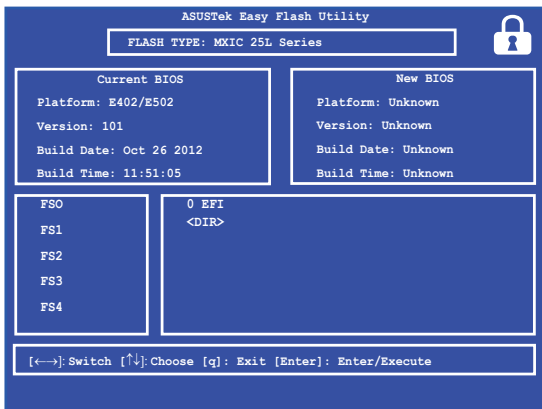 ASUSTek Easy Flash Utility
FLASH TYPE: MXIC 25L Series
Current BIOS
Platform: E402/E502
Version: 101
Build Date: Oct 26 2012
Build Time: 11:51:05
New BIOS
Platform: Unknown
Version: Unknown
Build Date: Unknown
Build Time: Unknown
FSO
FS1
FS2
FS3
FS4
0 EFI
<DIR>
[←→]: Switch [↑↓]: Choose [q]: Exit [Enter]: Enter/Execute